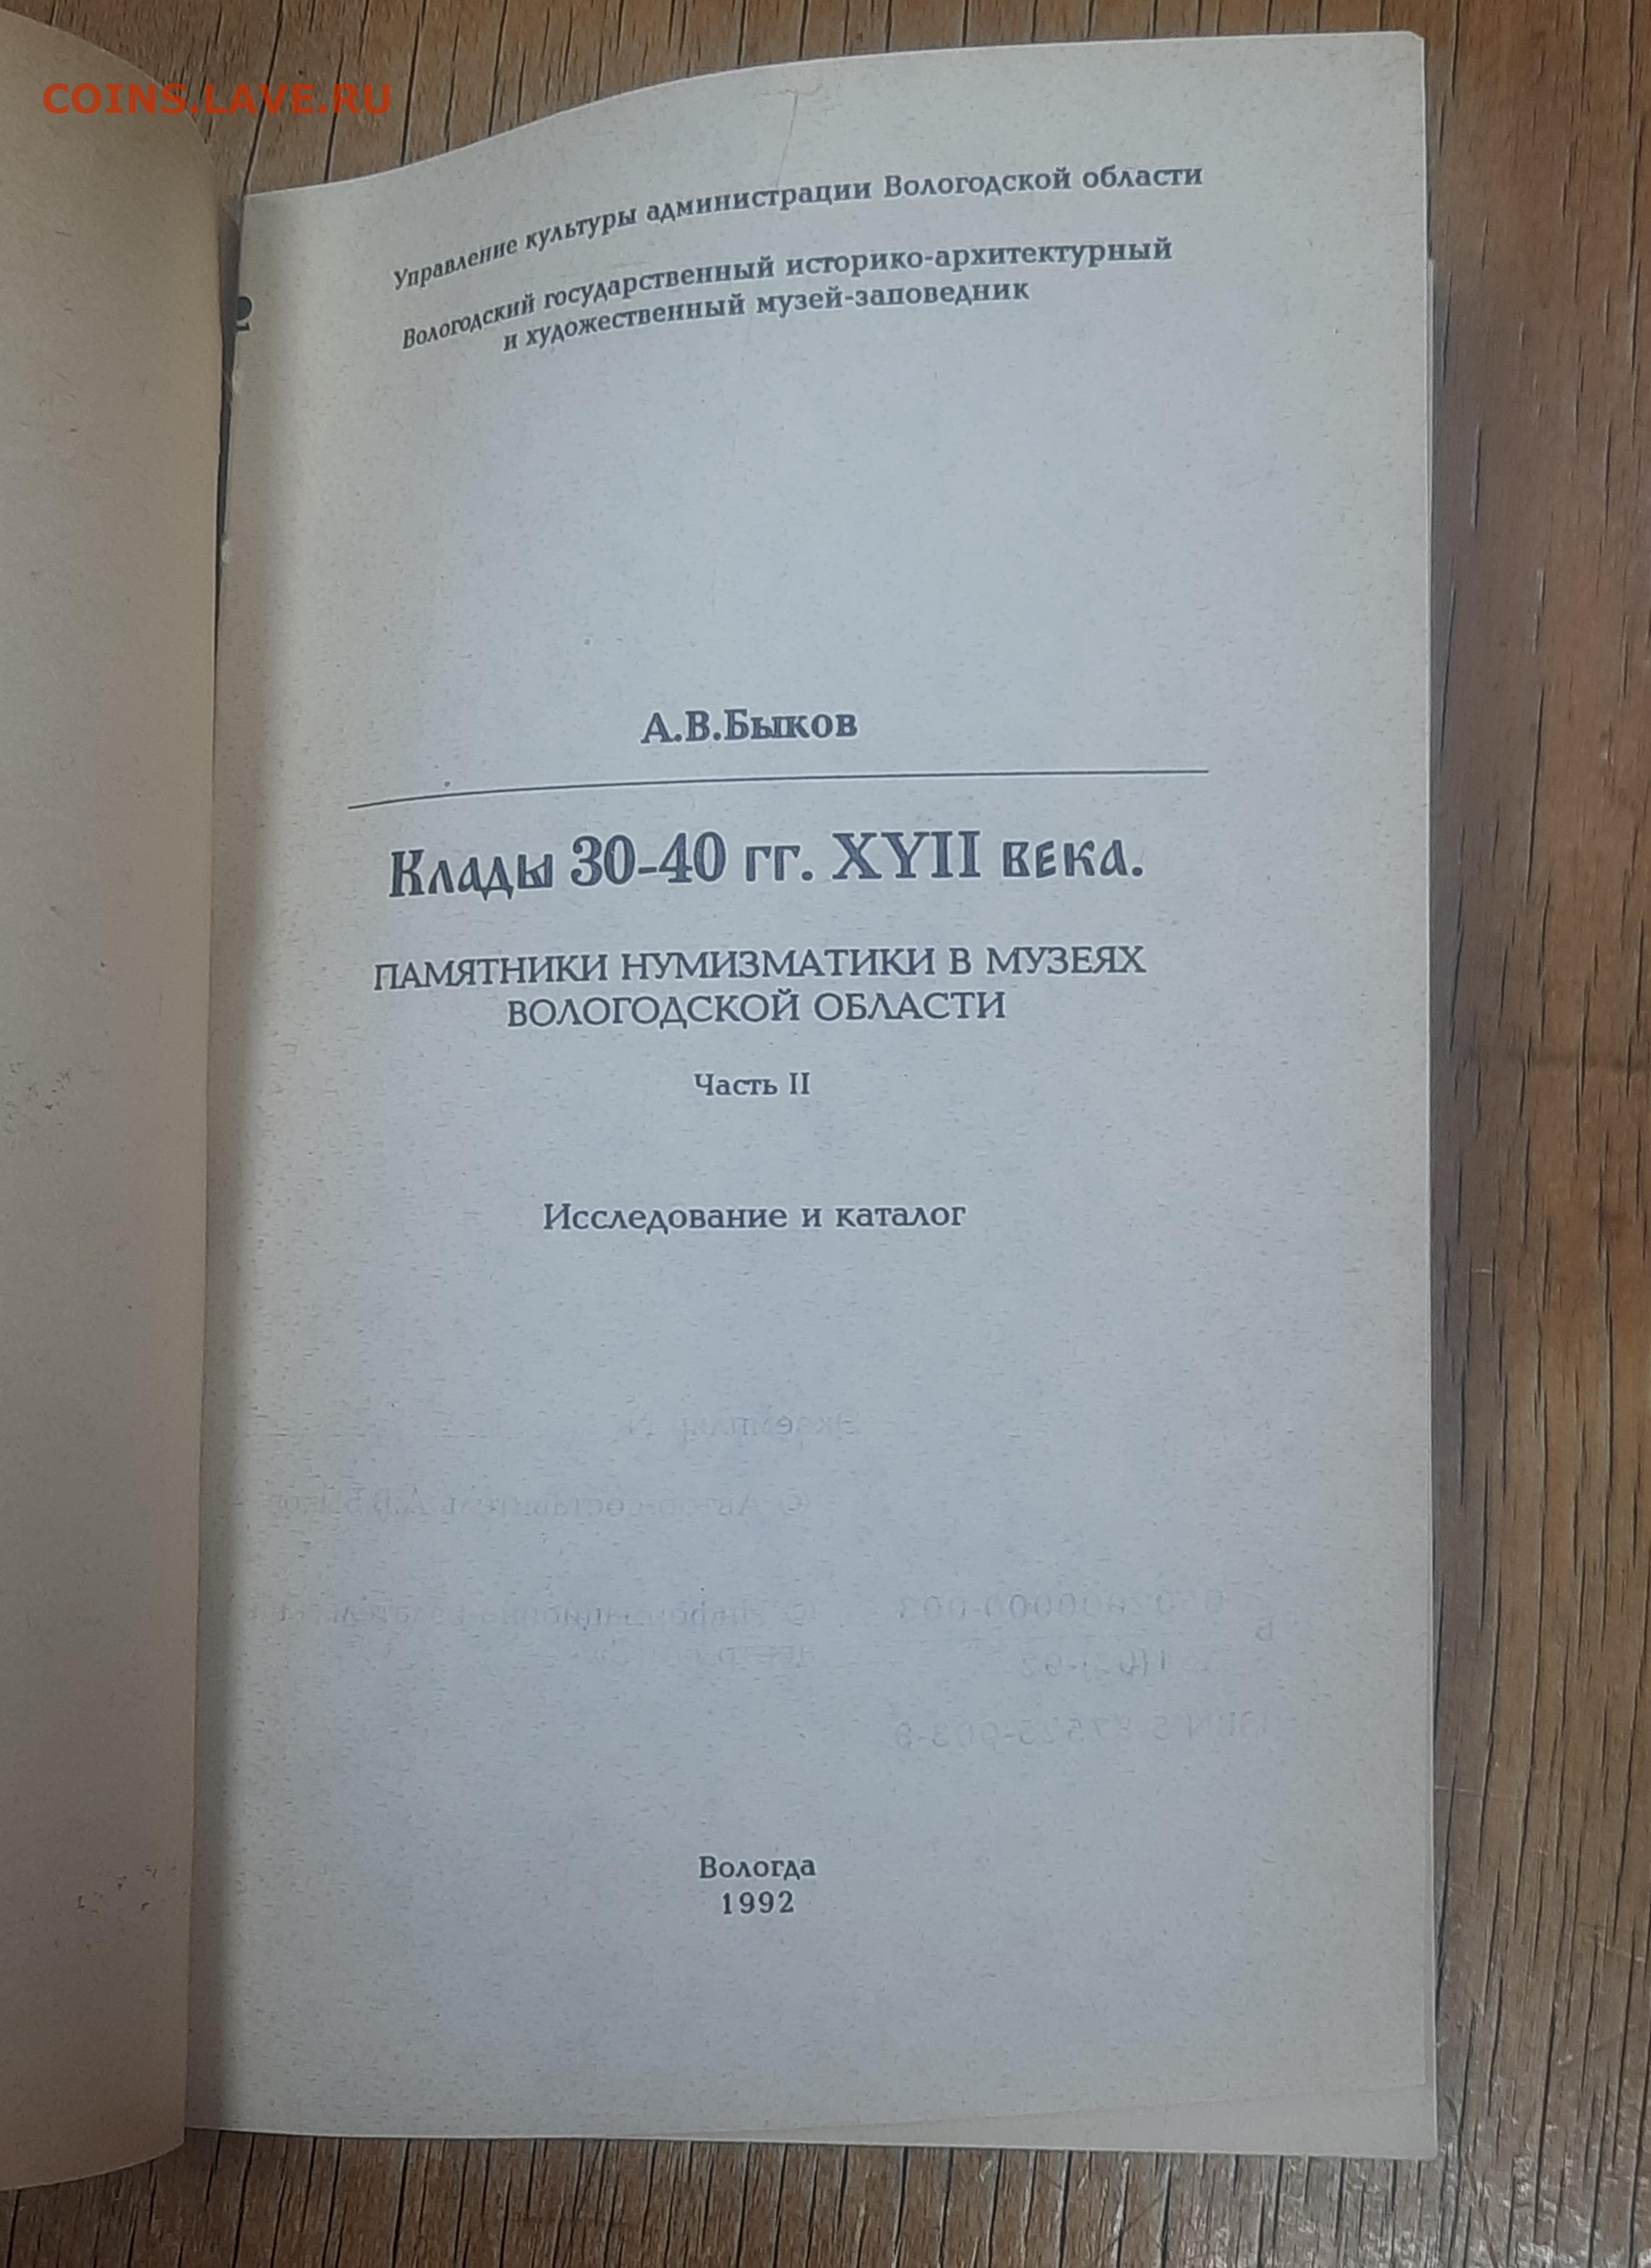 COINS.LAVE.RU
Управление культуры администрации Вологодской области
Вологодский государственный историко-архитектурный
и художественный музей-заповедник
А.В.Быков
Клады 30-40 гг. XYII века.
ПАМЯТНИКИ НУМИЗМАТИКИ В МУЗЕЯХ
ВОЛОГОДСКОЙ ОБЛАСТИ
Часть II
Исследование и каталог
Вологда
1992